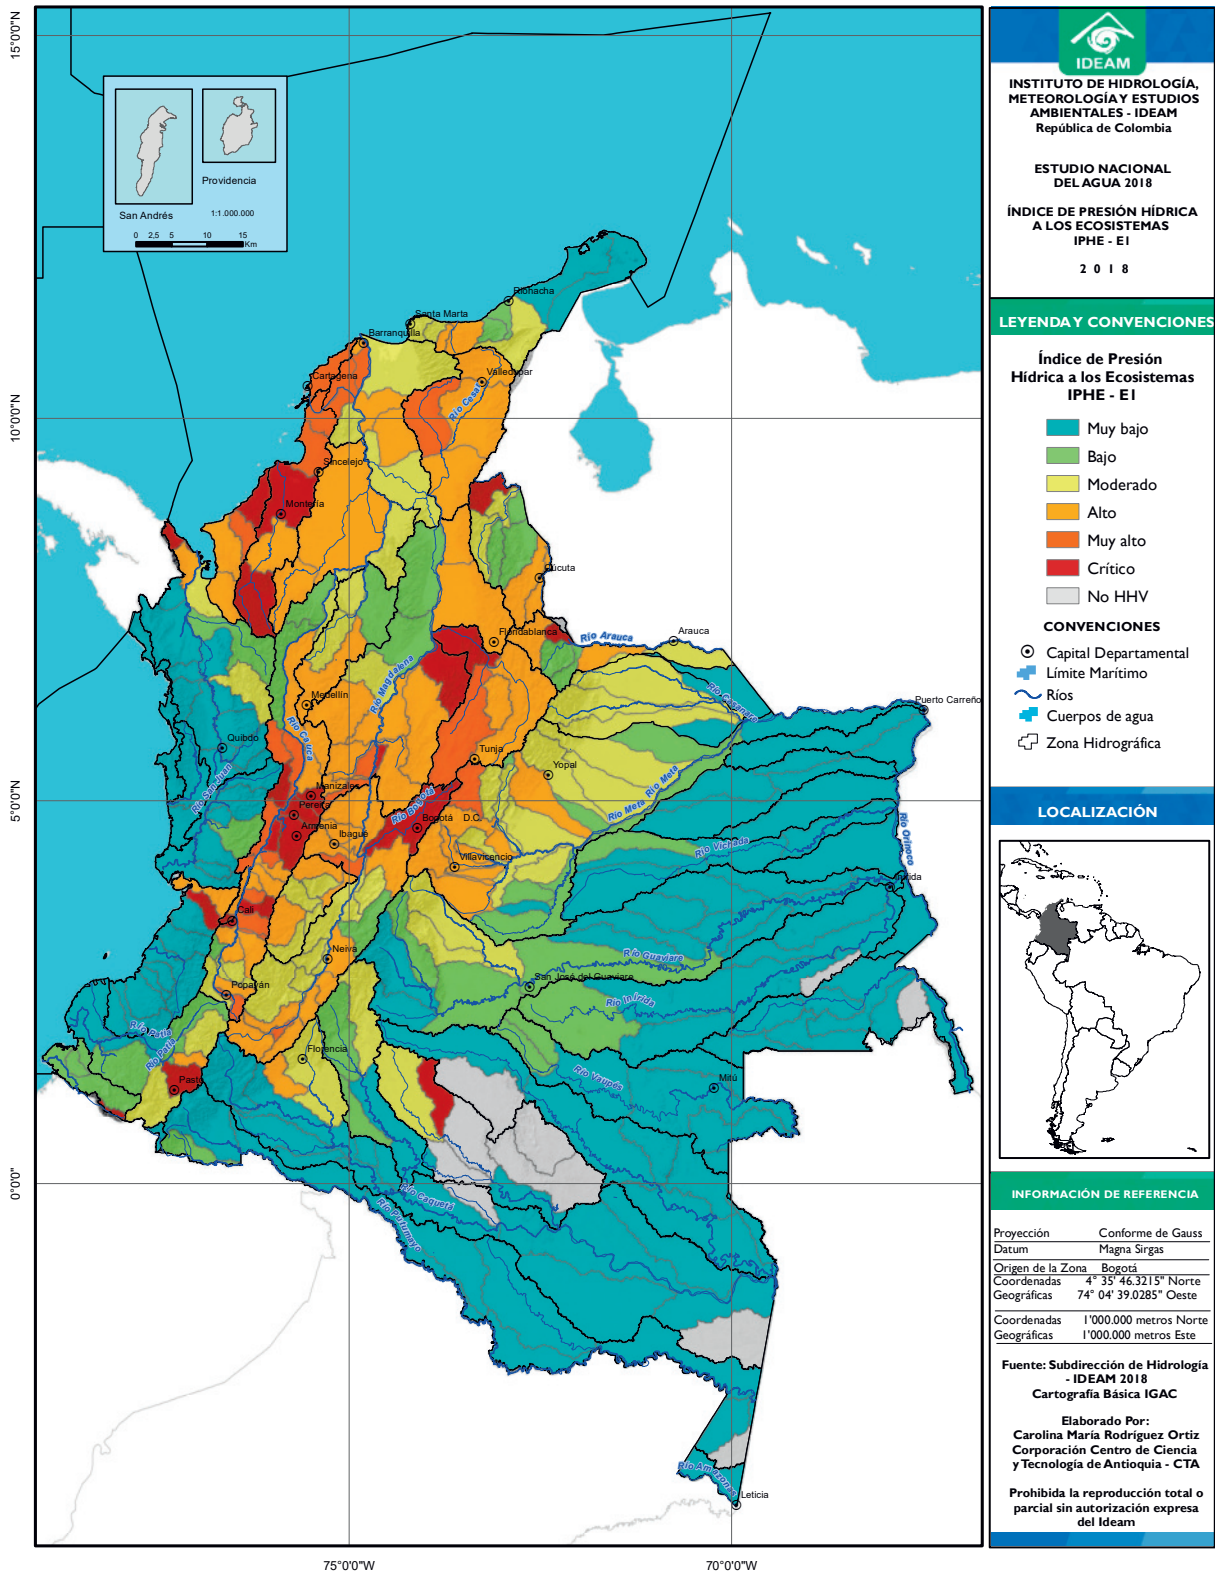 15°0'0"N
10°0'0"N
5°0'0"N
0°0'0"
75°0'0"W
70°0'0"W
San Andrés
Providencia
1:1.000.000
0 2,5 5 10 15
Km
Riohacha
Santa Marta
Barranquilla
Cartagena
Valledupar
Río Cesar
Sincelejo
Montería
Cúcuta
Floridablanca
Río Arauca
Arauca
Río Magdalena
Medellín
Río Casanare
Puerto Carreño
Río Cauca
Quibdo
Tunja
Yopal
Río San Juan
Manizales
Pereira
Armenia
Ibagué
Río Bogotá
Bogotá D.C.
Río Meta
Río Meta
Río Orinoco
Villavicencio
Río Vichada
Inírida
Cali
Neiva
Río Guaviare
San José del Guaviare
Popayán
Río Inírida
Río Patía
Río Patía
Florencia
Pasto
Río Vaupés
Mitú
Río Caquetá
Río Putumayo
Río Amazonas
Leticia
IDEAM
INSTITUTO DE HIDROLOGÍA,
METEOROLOGÍA Y ESTUDIOS
AMBIENTALES - IDEAM
República de Colombia
ESTUDIO NACIONAL
DEL AGUA 2018
ÍNDICE DE PRESIÓN HÍDRICA
A LOS ECOSISTEMAS
IPHE - E1
2 0 1 8
LEYENDA Y CONVENCIONES
Índice de Presión
Hídrica a los Ecosistemas
IPHE - E1
Muy bajo
Bajo
Moderado
Alto
Muy alto
Crítico
No HHV
CONVENCIONES
Capital Departamental
Límite Marítimo
Ríos
Cuerpos de agua
Zona Hidrográfica
LOCALIZACIÓN
INFORMACIÓN DE REFERENCIA
Proyección Conforme de Gauss
Datum Magna Sirgas
Origen de la Zona Bogotá
Coordenadas 4° 35' 46.3215" Norte
Geográficas 74° 04' 39.0285" Oeste
Coordenadas 1'000.000 metros Norte
Geográficas 1'000.000 metros Este
Fuente: Subdirección de Hidrología
- IDEAM 2018
Cartografía Básica IGAC
Elaborado Por:
Carolina María Rodríguez Ortiz
Corporación Centro de Ciencia
y Tecnología de Antioquia - CTA
Prohibida la reproducción total o
parcial sin autorización expresa
del Ideam